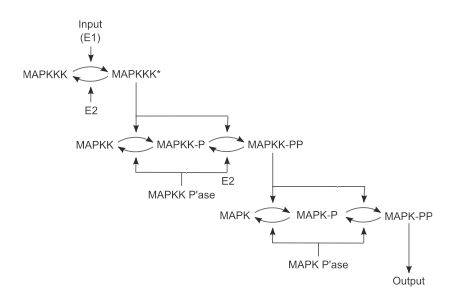 Input
(E1)
MAPKKK MAPKKK*
E2
MAPKK MAPKK-P MAPKK-PP
E2
MAPKK P'ase
MAPK MAPK-P MAPK-PP
MAPK P'ase
Output